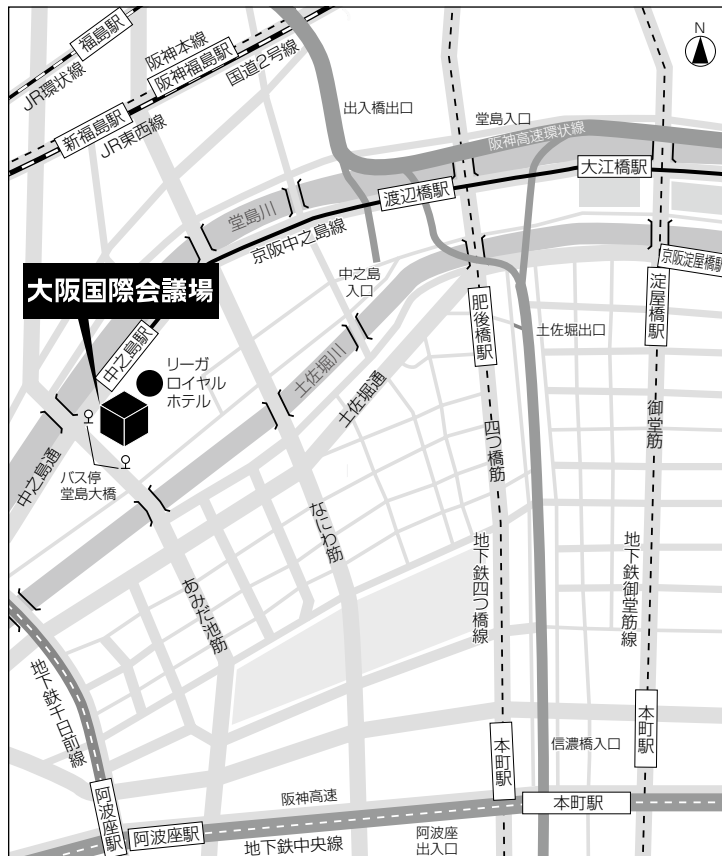 福島駅
阪神本線
阪神福島駅
国道2号線
JR環状線
新福島駅
JR東西線
N
出入橋出口
堂島入口
阪神高速環状線
大江橋駅
渡辺橋駅
堂島川
京阪中之島線
京阪淀屋橋駅
大阪国際会議場
中之島
入口
中之島駅
肥後橋駅
淀屋橋駅
土佐堀出口
リーガ
ロイヤル
ホテル
土佐堀川
土佐堀通
四つ橋筋
御堂筋
バス停
堂島大橋
中之島通
なにわ筋
あみだ池筋
地下鉄四つ橋線
地下鉄御堂筋線
地下鉄千日前線
本町駅
本町駅
信濃橋入口
阿波座駅
阪神高速
本町駅
阿波座駅
地下鉄中央線
阿波座
出入口